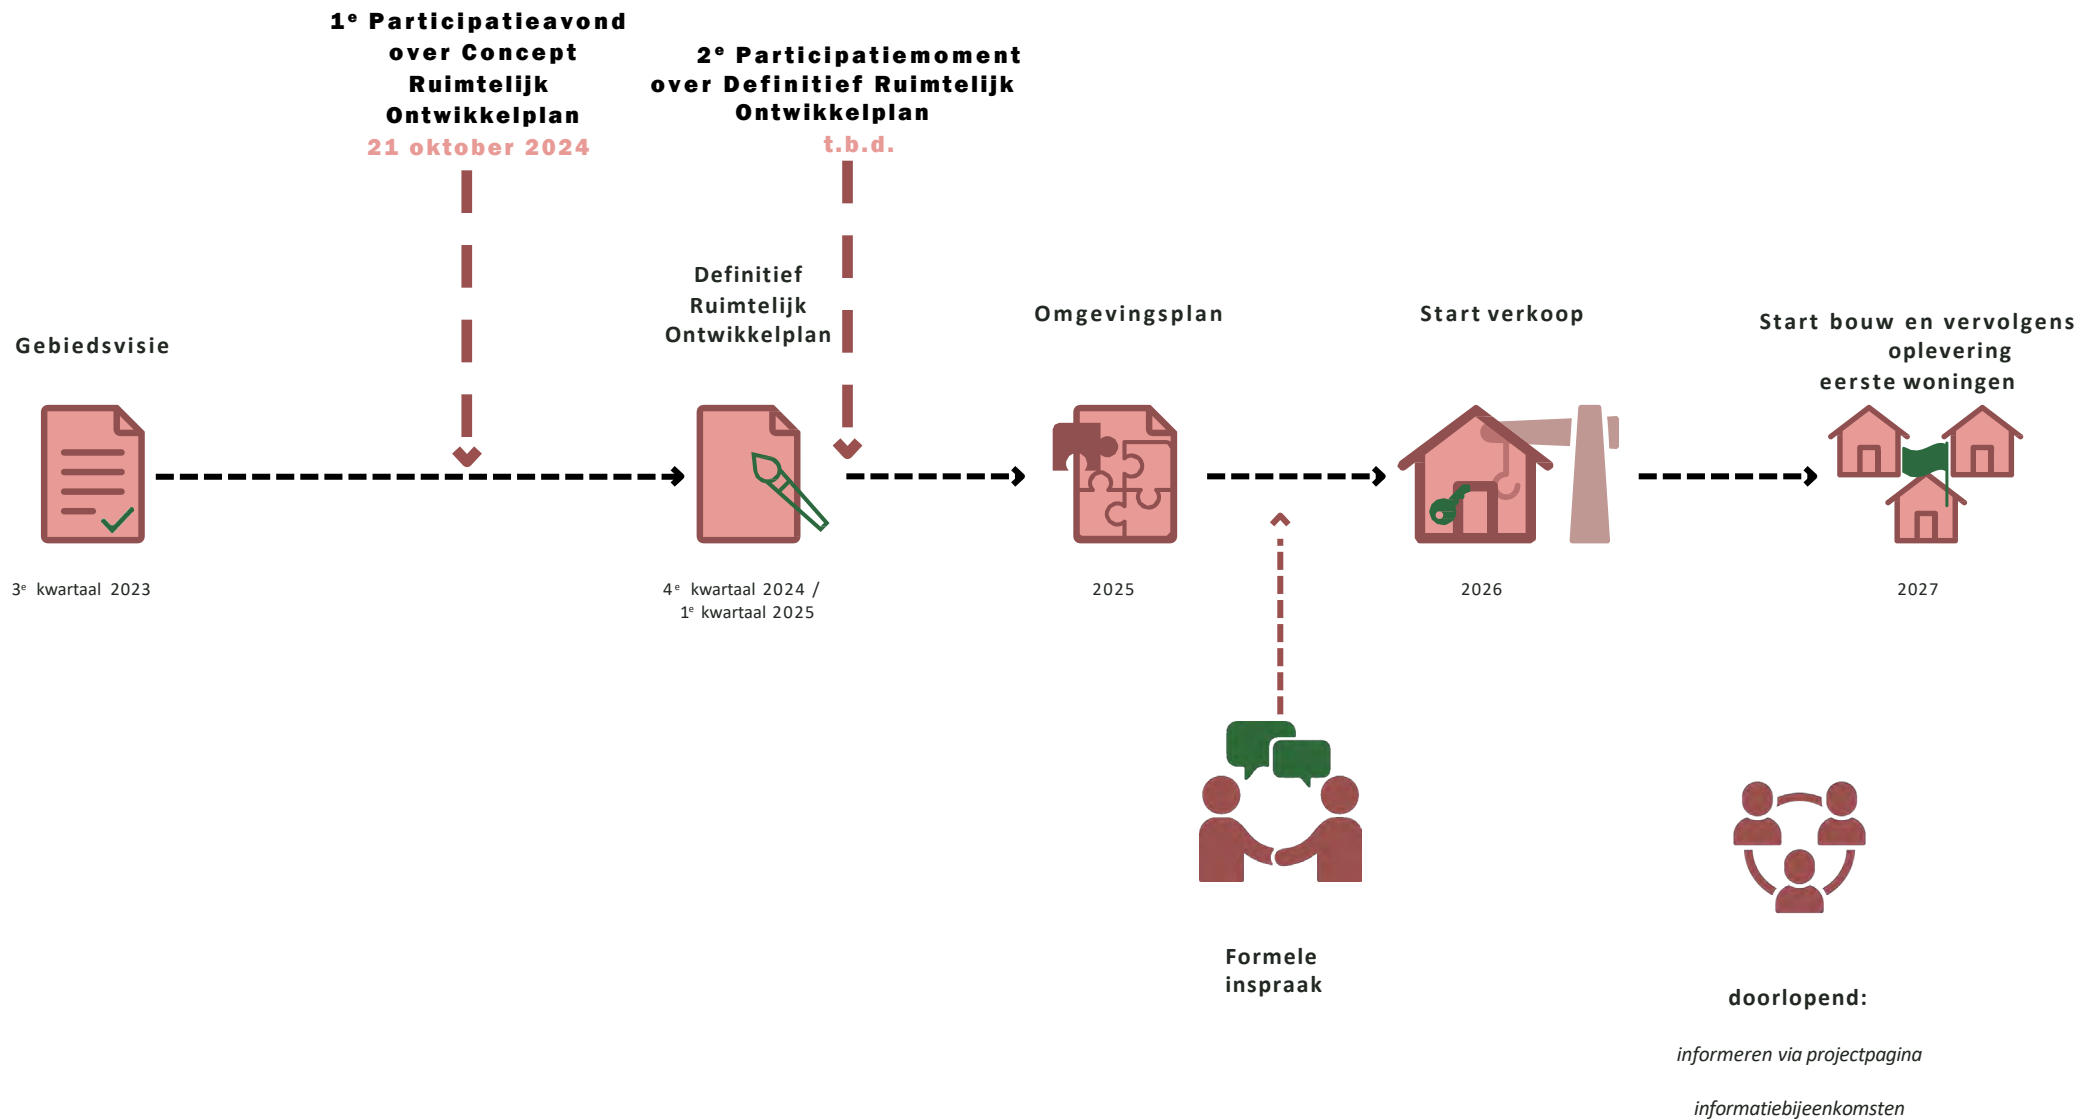 1e Participatieavond
over Concept
Ruimtelijk
Ontwikkelplan
21 oktober 2024
2e Participatiemoment
over Definitief Ruimtelijk
Ontwikkelplan
t.b.d.
Gebiedsvisie
3e kwartaal 2023
Definitief
Ruimtelijk
Ontwikkelplan
4e kwartaal 2024 /
1e kwartaal 2025
Omgevingsplan
2025
Start verkoop
2026
Start bouw en vervolgens
oplevering
eerste woningen
2027
Formele
inspraak
doorlopend:
informeren via projectpagina
informatiebijeenkomsten